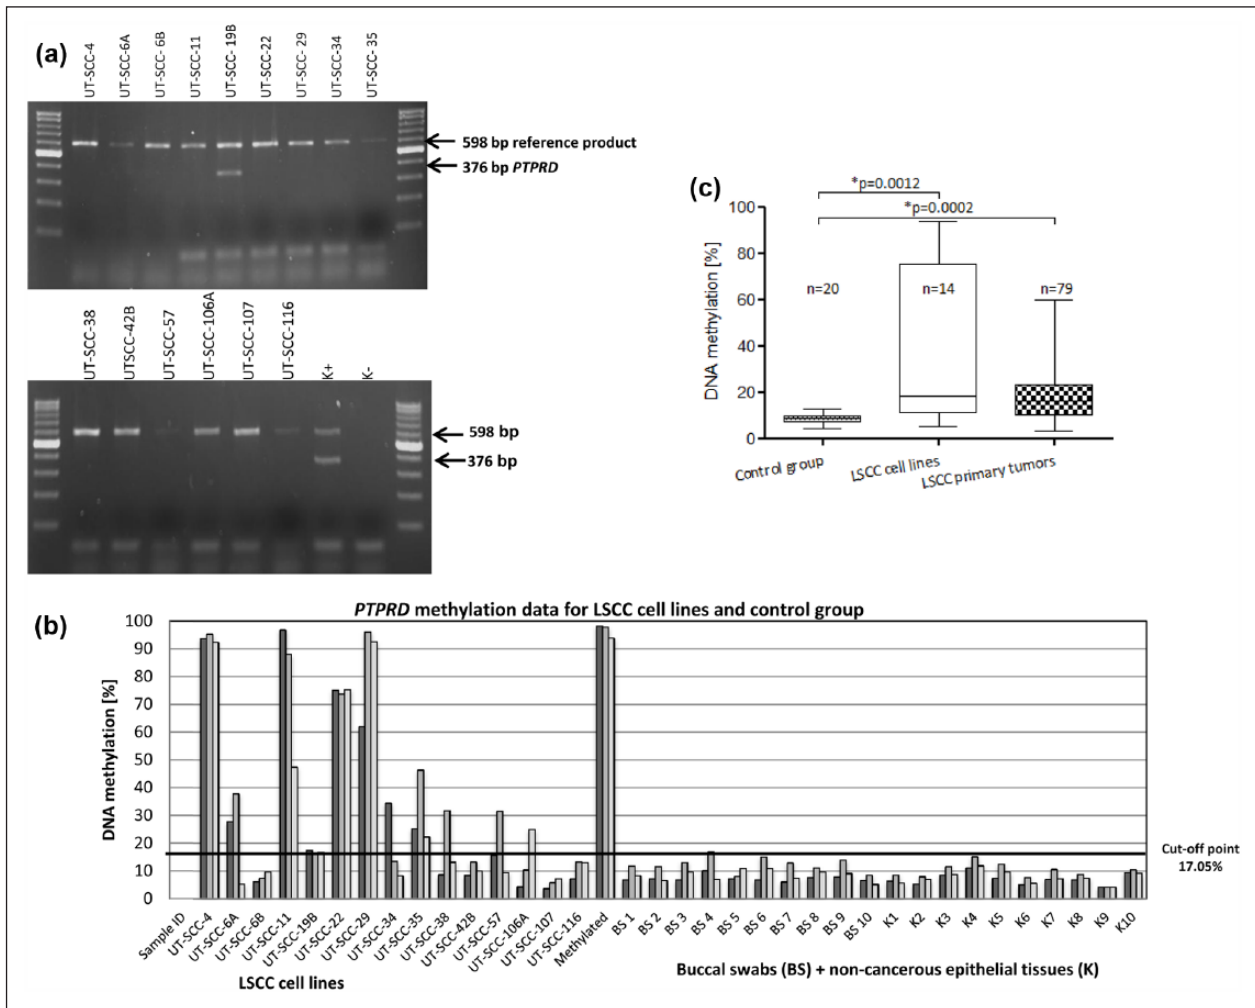 (a)
UT-SCC-4
UT-SCC-6A
UT-SCC- 6B
UT-SCC-11
UT-SCC- 19B
UT-SCC-22
UT-SCC- 29
UT-SCC-34
UT-SCC- 35
598 bp reference product
376 bp PTPRD
UT-SCC-38
UTSCC-42B
UT-SCC-57
UT-SCC-106A
UT-SCC-107
UT-SCC-116
K+
K-
598 bp
376 bp
(c)
*p=0.0012
*p=0.0002
DNA methylation [%]
100
80
60
40
20
0
n=20
n=14
n=79
Control group
LSCC cell lines
LSCC primary tumors
(b)
PTPRD methylation data for LSCC cell lines and control group
DNA methylation [%]
100
90
80
70
60
50
40
30
20
10
0
Cut-off point
17.05%
Sample ID
UT-SCC-4
UT-SCC-6A
UT-SCC-6B
UT-SCC-11
UT-SCC-19B
UT-SCC-22
UT-SCC-29
UT-SCC-34
UT-SCC-35
UT-SCC-38
UT-SCC-42B
UT-SCC-57
UT-SCC-106A
UT-SCC-107
UT-SCC-116
Methylated
BS 1
BS 2
BS 3
BS 4
BS 5
BS 6
BS 7
BS 8
BS 9
BS 10
K1
K2
K3
K4
K5
K6
K7
K8
K9
K10
LSCC cell lines
Buccal swabs (BS) + non-cancerous epithelial tissues (K)